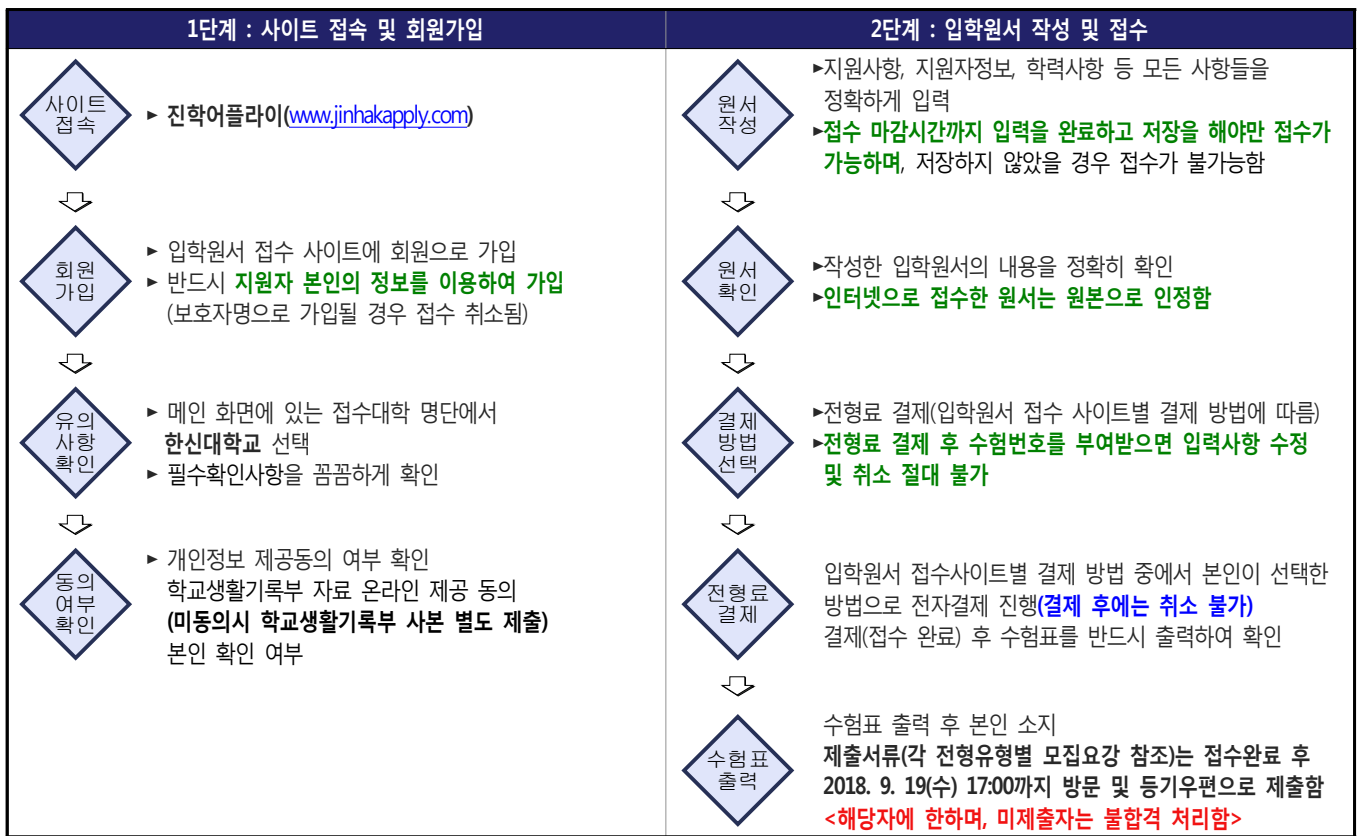 1단계 : 사이트 접속 및 회원가입
사이트
접속
► 진학어플라이(www.jinhakapply.com)
회원
가입
► 입학원서 접수 사이트에 회원으로 가입
► 반드시 지원자 본인의 정보를 이용하여 가입
(보호자명으로 가입될 경우 접수 취소됨)
유의
사항
확인
► 메인 화면에 있는 접수대학 명단에서
한신대학교 선택
► 필수확인사항을 꼼꼼하게 확인
동의
여부
확인
► 개인정보 제공동의 여부 확인
학교생활기록부 자료 온라인 제공 동의
(미동의시 학교생활기록부 사본 별도 제출)
본인 확인 여부
2단계 : 입학원서 작성 및 접수
원서
작성
►지원사항, 지원자정보, 학력사항 등 모든 사항들을
정확하게 입력
►접수 마감시간까지 입력을 완료하고 저장을 해야만 접수가
가능하며, 저장하지 않았을 경우 접수가 불가능함
원서
확인
►작성한 입학원서의 내용을 정확히 확인
►인터넷으로 접수한 원서는 원본으로 인정함
결제
방법
선택
►전형료 결제(입학원서 접수 사이트별 결제 방법에 따름)
►전형료 결제 후 수험번호를 부여받으면 입력사항 수정
및 취소 절대 불가
전형료
결제
입학원서 접수사이트별 결제 방법 중에서 본인이 선택한
방법으로 전자결제 진행(결제 후에는 취소 불가)
결제(접수 완료) 후 수험표를 반드시 출력하여 확인
수험표
출력
수험표 출력 후 본인 소지
제출서류(각 전형유형별 모집요강 참조)는 접수완료 후
2018. 9. 19(수) 17:00까지 방문 및 등기우편으로 제출함
<해당자에 한하며, 미제출자는 불합격 처리함>